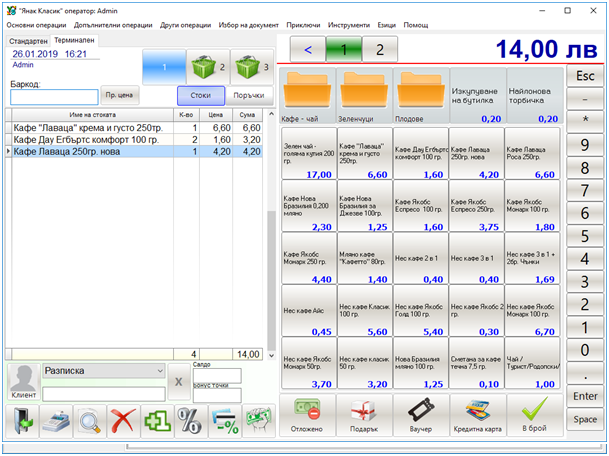 "Янак Класик" оператор: Admin
Основни операции Допълнителни операции Други операции Избор на документ Приключи Инструменти Езици Помощ
Стандартен Терминален
26.01.2019 16:21
Admin
1 2 3
Баркод:
Пр. цена Стоки Поръчки
Име на стоката К-во Цена Сума
Кафе "Лаваца" крема и густо 250гр. 1 6,60 6,60
Кафе Дау Егбъртс комфорт 100 гр. 2 1,60 3,20
Кафе Лаваца 250гр. нова 1 4,20 4,20
4 14,00
Салдо
Разписка
X
бонус точки
Клиент
+1 % -%
< 1 2 14,00 лв
Кафе - чай Зеленчуци Плодове
Изкупуване
на бутилка
0,20
Найлонова
торбичка
0,20
Зелен чай -
голяма купия 200
гр.
17,00
Кафе "Лаваца"
крема и густо
250гр.
6,60
Кафе Дау Егбъртс
комфорт 100 гр.
1,60
Кафе Лаваца
250гр. нова
4,20
Кафе Лаваца
Роса 250гр.
6,60
Кафе Нова
Бразилия 0,200
мляно
2,30
Кафе Нова
Бразилия за
Джезве 100гр.
1,25
Кафе Якобс
Еспресо 100 гр.
1,60
Кафе Якобс
Еспресо 250гр.
3,75
Кафе Якобс
Монарх 100 гр.
1,80
Кафе Якобс
Монарх 250 гр.
4,40
Мляно кафе
"Кафетто" 80гр.
1,40
Нес кафе 2 в 1
0,40
Нес кафе 3 в 1
0,40
Нес кафе 3 в 1 +
2бр. Чънки
1,69
Нес кафе Айс
0,45
Нес кафе Класик
100 гр.
5,60
Нес кафе Якобс
Голд 100 гр.
5,40
Нес кафе Якобс 2
гр.
0,30
Нес кафе Якобс
Монарх 100 гр.
6,70
Нес кафе Якобс
Монарх 50гр.
3,70
Нес кафе класик
50 гр.
3,20
Нова Бразилия
мляно 100 гр.
1,25
Сметана за кафе
течна 7,5 гр.
0,10
Чай /
Турист/Родопски/
1,00
Отложено Подарък Ваучер Кредитна карта В брой
Esc
-
*
9
8
7
6
5
4
3
2
1
0
.
Enter
Space